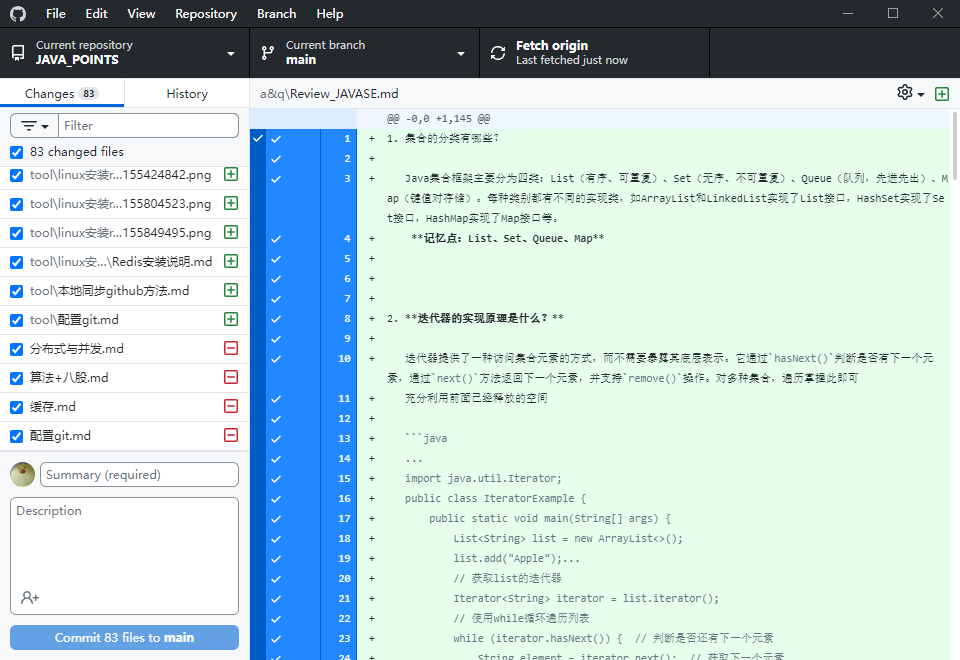 File Edit View Repository Branch Help
Current repository
JAVA_POINTS
Current branch
main
Fetch origin
Last fetched just now
Changes 83
History
Filter
83 changed files
tool\linux安装r...155424842.png
tool\linux安装r...155804523.png
tool\linux安装r...155849495.png
tool\linux安...\Redis安装说明.md
tool\本地同步github方法.md
tool\配置git.md
分布式与并发.md
算法+八股.md
缓存.md
配置git.md
Summary (required)
Description
Commit 83 files to main
a&q\Review_JAVASE.md
@@ -0,0 +1,145 @@
1 + 1. 集合的分类有哪些?
2 +
3 + Java集合框架主要分为四类: List（有序、可重复）、Set（无序、不可重复）、Queue（队列，先进先出）、M
ap（键值对存储）。每种类别都有不同的实现类，如ArrayList和LinkedList实现了List接口，HashSet实现了Se
t接口，HashMap实现了Map接口等。
4 + **记忆点: List、Set、Queue、Map**
5 +
6 +
7 +
8 + 2. **迭代器的实现原理是什么? **
9 +
10 + 迭代器提供了一种访问集合元素的方式，而不需要暴露其底层表示。它通过`hasNext()`判断是否有下一个元
素，通过`next()`方法返回下一个元素，并支持`remove()`操作。对多种集合，遍历掌握此即可
11 + 充分利用前面已经释放的空间
12 +
13 + ```java
14 + ...
15 + import java.util.Iterator;
16 + public class IteratorExample {
17 + public static void main(String[] args) {
18 + List<String> list = new ArrayList<>();
19 + list.add("Apple");...
20 + // 获取list的迭代器
21 + Iterator<String> iterator = list.iterator();
22 + // 使用while循环遍历列表
23 + while (iterator.hasNext()) { // 判断是否还有下一个元素
24 + String element = iterator.next(); // 获取下一个元素